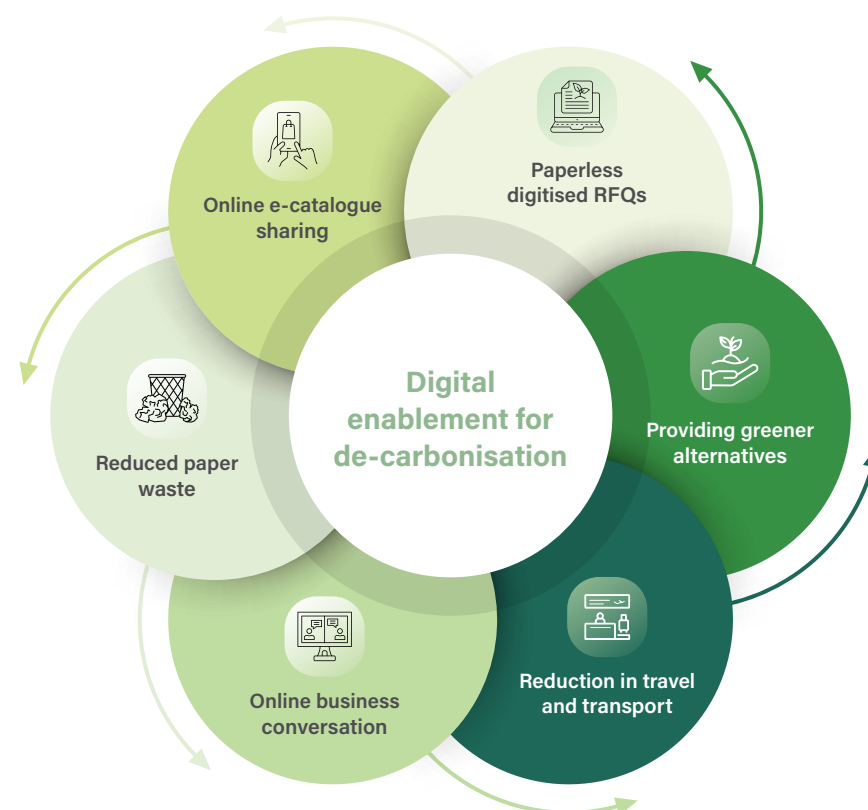 Paperless
digitised RFQs
Online e-catalogue
sharing
Digital
enablement for
de-carbonisation
Providing greener
alternatives
Reduced paper
waste
Reduction in travel
and transport
Online business
conversation